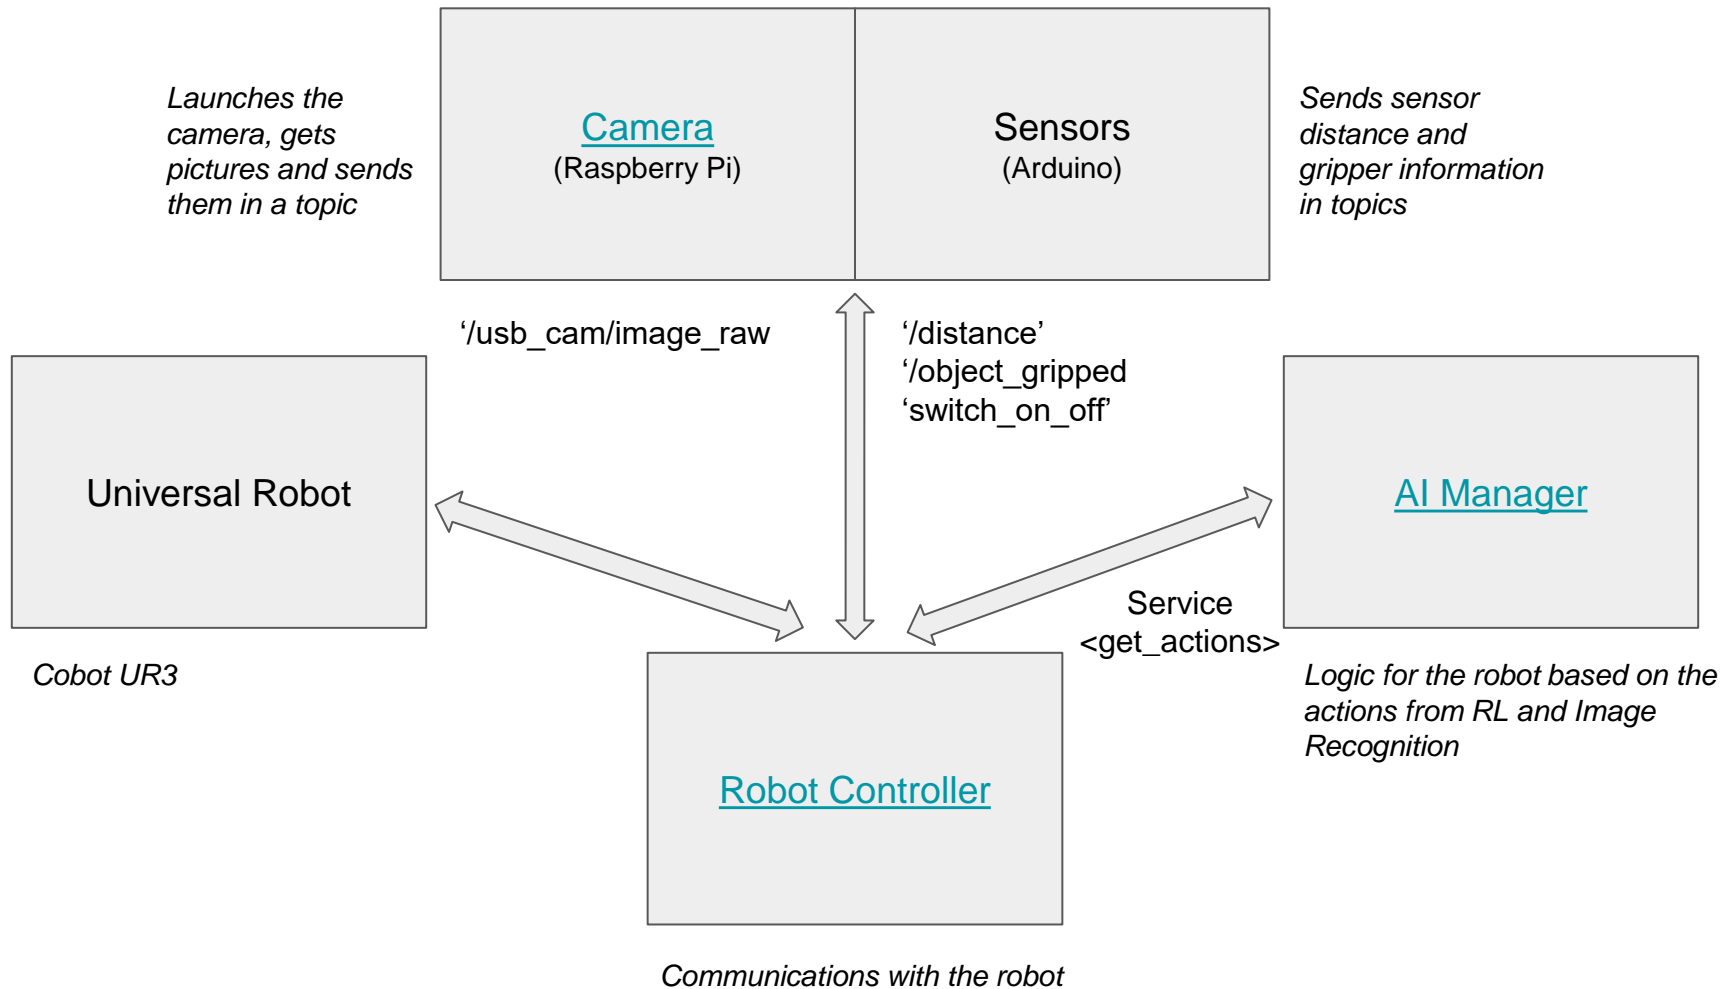 Launches the
camera, gets
pictures and sends
them in a topic
Camera
(Raspberry Pi)
Sensors
(Arduino)
Sends sensor
distance and
gripper information
in topics
‘/usb_cam/image_raw
‘/distance’
‘/object_gripped
‘switch_on_off’
Universal Robot
Cobot UR3
AI Manager
Service
<get_actions>
Logic for the robot based on the
actions from RL and Image
Recognition
Robot Controller
Communications with the robot